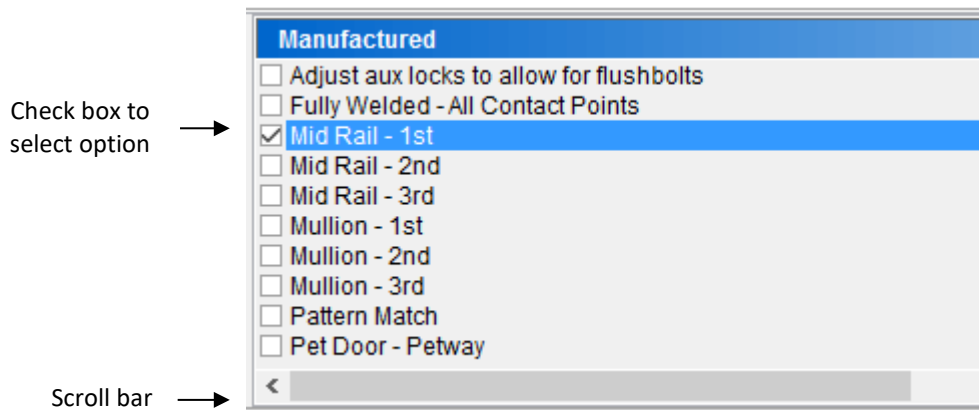 Manufactured
Adjust aux locks to allow for flushbolts
Fully Welded - All Contact Points
Check box to
select option
Mid Rail - 1st
Mid Rail - 2nd
Mid Rail - 3rd
Mullion - 1st
Mullion - 2nd
Mullion - 3rd
Pattern Match
Pet Door - Petway
Scroll bar